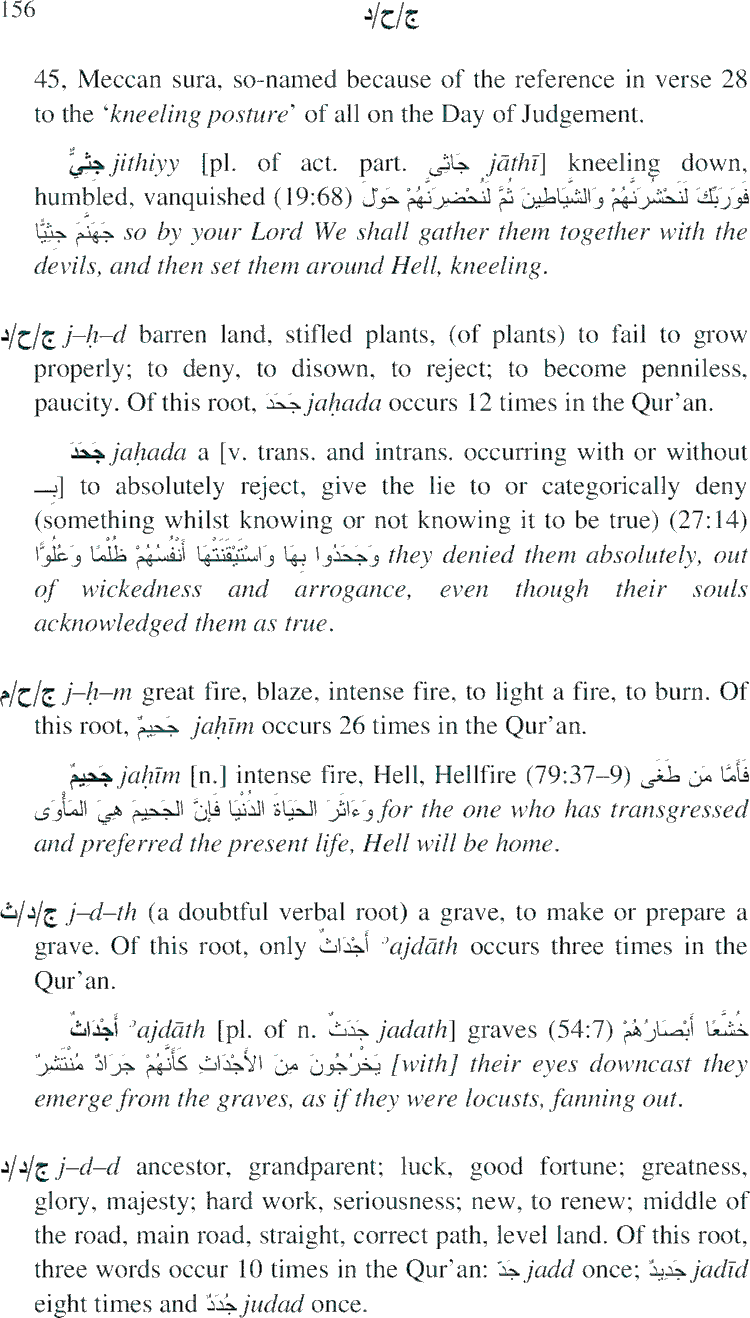 156 ج/ح/د
45, Meccan sura, so-named because of the reference in verse 28
to the ‘kneeling posture’ of all on the Day of Judgement.
جِثِيٌّ jithiyy [pl. of act. part. جَاثِي jāthī] kneeling down,
humbled, vanquished (19:68) فَوَرَبِّكَ لَنَحْشُرَنَّهُمْ وَالشَّيَاطِينَ ثُمَّ لَنُحْضِرَنَّهُمْ حَوْلَ
جَهَنَّمَ جِثِيًّا so by your Lord We shall gather them together with the
devils, and then set them around Hell, kneeling.
ج/ح/د j–ḥ–d barren land, stifled plants, (of plants) to fail to grow
properly; to deny, to disown, to reject; to become penniless,
paucity. Of this root, جَحَدَ jaḥada occurs 12 times in the Qur’an.
جَحَدَ jaḥada a [v. trans. and intrans. occurring with or without
بِـ] to absolutely reject, give the lie to or categorically deny
(something whilst knowing or not knowing it to be true) (27:14)
وَجَحَدُوا بِهَا وَاسْتَيْقَنَتْهَا أَنْفُسُهُمْ ظُلْمًا وَعُلُوًّا they denied them absolutely, out
of wickedness and arrogance, even though their souls
acknowledged them as true.
ج/ح/م j–ḥ–m great fire, blaze, intense fire, to light a fire, to burn. Of
this root, جَحِيمٌ jaḥīm occurs 26 times in the Qur’an.
جَحِيمٌ jaḥīm [n.] intense fire, Hell, Hellfire (79:37–9) فَأَمَّا مَن طَغَى
وَءَاثَرَ الحَيَاةَ الدُّنْيَا فَإِنَّ الجَحِيمَ هِيَ المَأْوَى for the one who has transgressed
and preferred the present life, Hell will be home.
ج/د/ث j–d–th (a doubtful verbal root) a grave, to make or prepare a
grave. Of this root, only أَجْدَاثٌ ʾajdāth occurs three times in the
Qur’an.
أَجْدَاثٌ ʾajdāth [pl. of n. جَدَثٌ jadath] graves (54:7) خُشَّعًا أَبْصَارُهُمْ
يَخْرُجُونَ مِنَ الأَجْدَاثِ كَأَنَّهُمْ جَرَادٌ مُنْتَشِرٌ [with] their eyes downcast they
emerge from the graves, as if they were locusts, fanning out.
ج/د/د j–d–d ancestor, grandparent; luck, good fortune; greatness,
glory, majesty; hard work, seriousness; new, to renew; middle of
the road, main road, straight, correct path, level land. Of this root,
three words occur 10 times in the Qur’an: جَدّ jadd once; جَدِيدٌ jadīd
eight times and جُدَدٌ judad once.